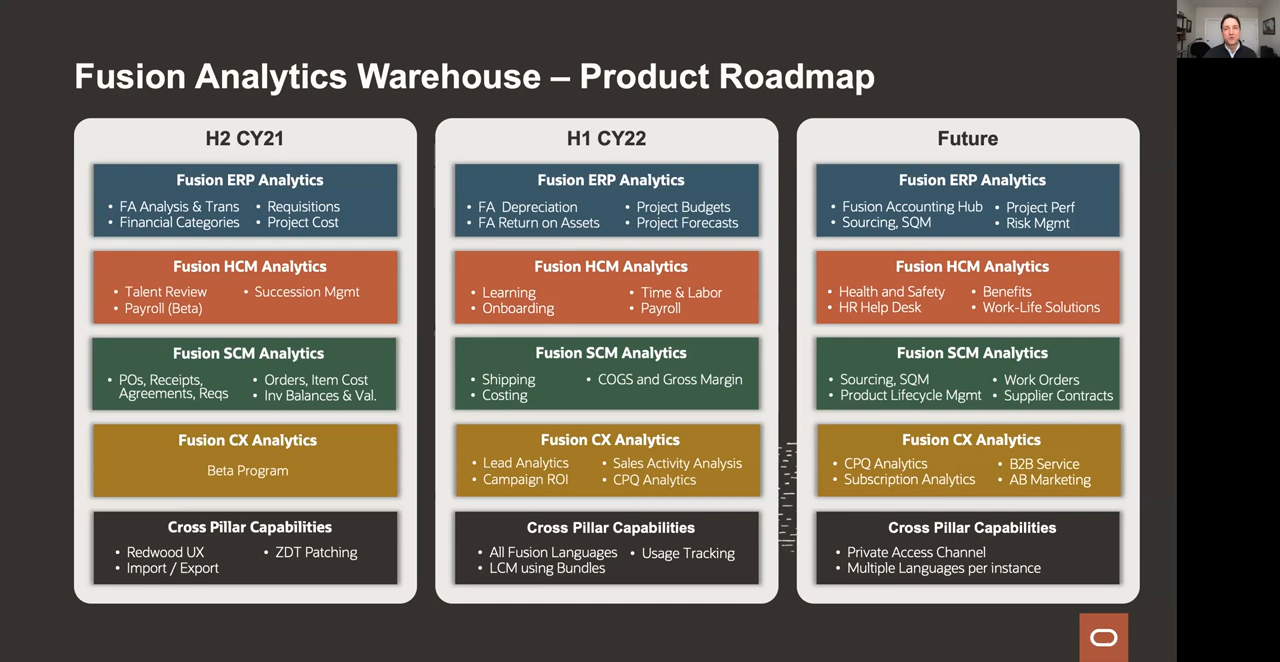 Fusion Analytics Warehouse – Product Roadmap
H2 CY21
Fusion ERP Analytics
• FA Analysis & Trans • Requisitions
• Financial Categories • Project Cost
Fusion HCM Analytics
• Talent Review • Succession Mgmt
• Payroll (Beta)
Fusion SCM Analytics
• POs, Receipts,
Agreements, Reqs
• Orders, Item Cost
• Inv Balances & Val.
Fusion CX Analytics
Beta Program
Cross Pillar Capabilities
• Redwood UX • ZDT Patching
• Import / Export
H1 CY22
Fusion ERP Analytics
• FA Depreciation • Project Budgets
• FA Return on Assets • Project Forecasts
Fusion HCM Analytics
• Learning • Time & Labor
• Onboarding • Payroll
Fusion SCM Analytics
• Shipping • COGS and Gross Margin
• Costing
Fusion CX Analytics
• Lead Analytics • Sales Activity Analysis
• Campaign ROI • CPQ Analytics
Cross Pillar Capabilities
• All Fusion Languages • Usage Tracking
• LCM using Bundles
Future
Fusion ERP Analytics
• Fusion Accounting Hub • Project Perf
• Sourcing, SQM • Risk Mgmt
Fusion HCM Analytics
• Health and Safety • Benefits
• HR Help Desk • Work-Life Solutions
Fusion SCM Analytics
• Sourcing, SQM • Work Orders
• Product Lifecycle Mgmt • Supplier Contracts
Fusion CX Analytics
• CPQ Analytics • B2B Service
• Subscription Analytics • AB Marketing
Cross Pillar Capabilities
• Private Access Channel
• Multiple Languages per instance